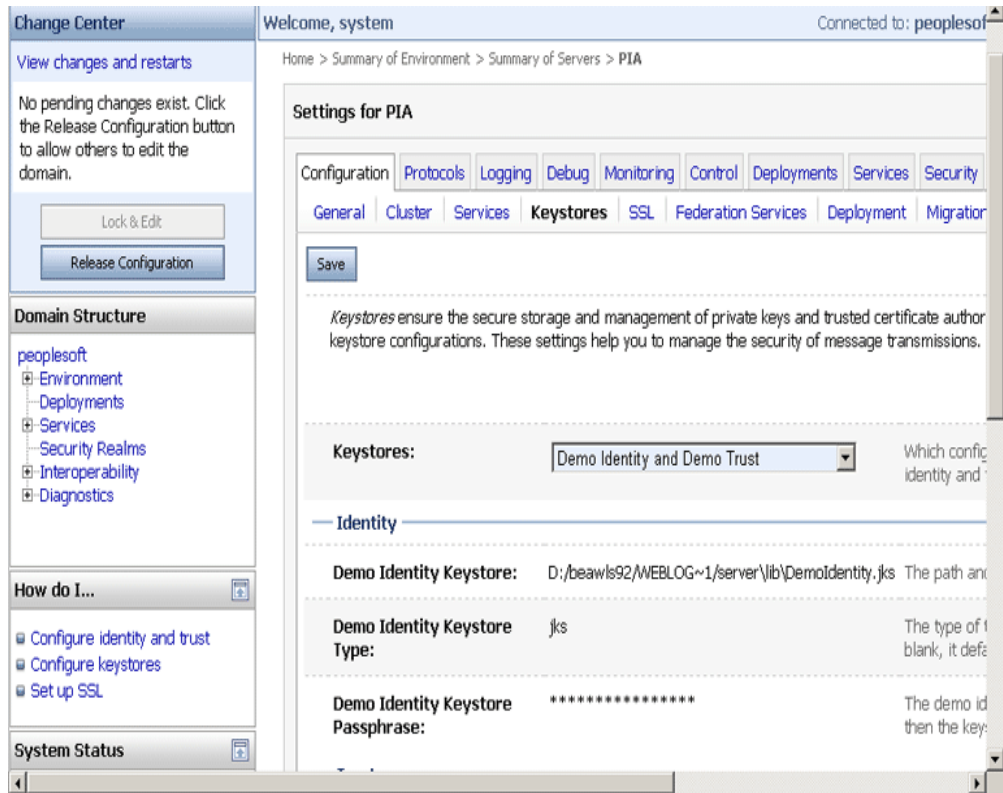 Change Center
View changes and restarts
No pending changes exist. Click
the Release Configuration button
to allow others to edit the
domain.
Lock & Edit
Release Configuration
Domain Structure
peoplesoft
Environment
Deployments
Services
Security Realms
Interoperability
Diagnostics
How do I...
Configure identity and trust
Configure keystores
Set up SSL
System Status
Welcome, system
Connected to: peoplesof
Home > Summary of Environment > Summary of Servers > PIA
Settings for PIA
Configuration Protocols Logging Debug Monitoring Control Deployments Services Security
General Cluster Services Keystores SSL Federation Services Deployment Migration
Save
Keystores ensure the secure storage and management of private keys and trusted certificate author
keystore configurations. These settings help you to manage the security of message transmissions.
Keystores: Demo Identity and Demo Trust Which config
identity and
Identity
Demo Identity Keystore: D:/beawls92/WEBLOG~1/server\lib\DemoIdentity.jks The path and
Demo Identity Keystore
Type:
jks
The type of
blank, it defa
Demo Identity Keystore
Passphrase:
****************
The demo id
then the key